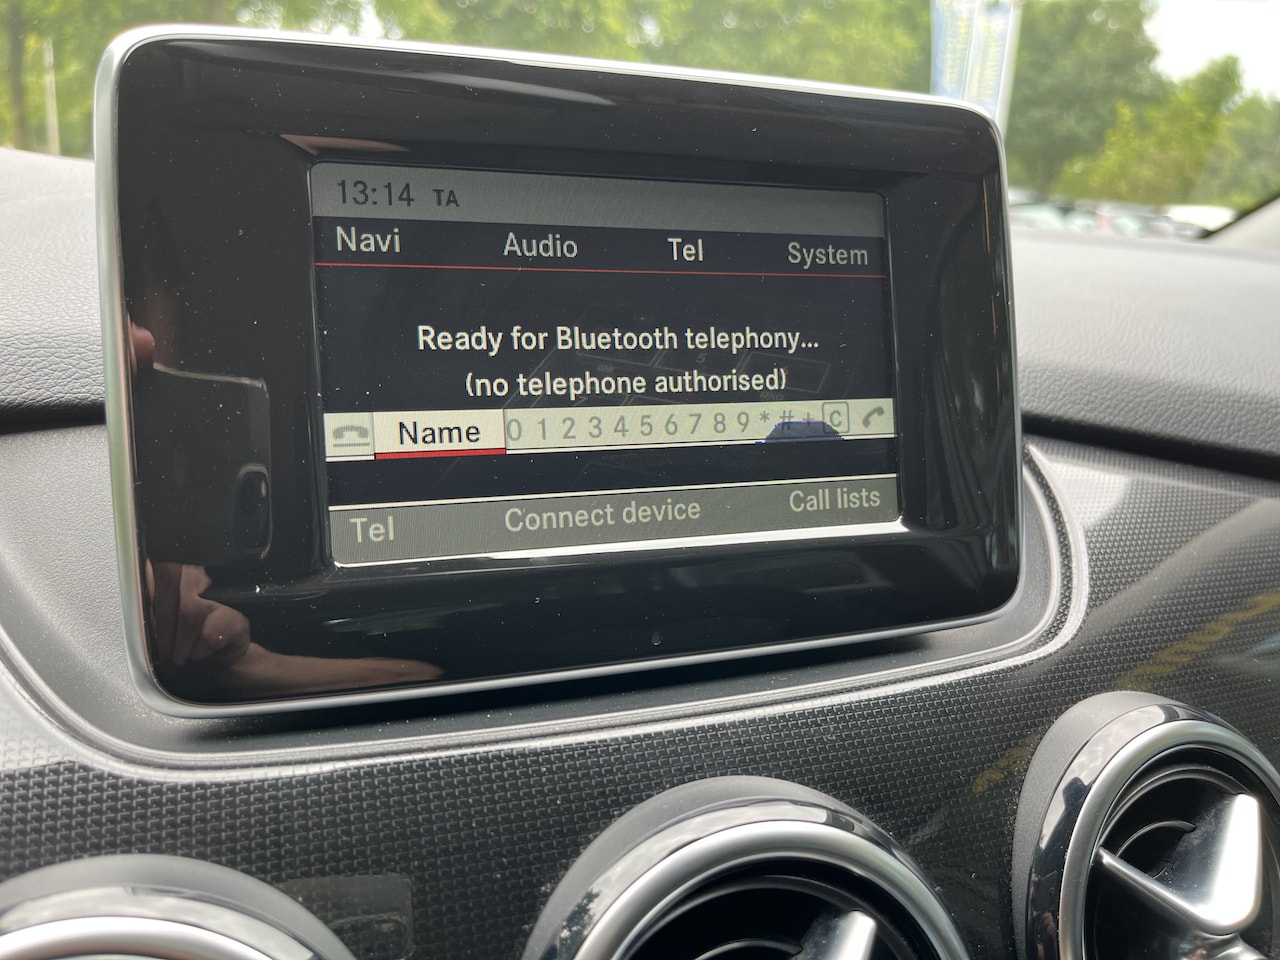 13:14 TA
Navi Audio Tel System
Ready for Bluetooth telephony...
(no telephone authorised)
Name 0 1 2 3 4 5 6 7 8 9 * # + C
Tel Connect device Call lists